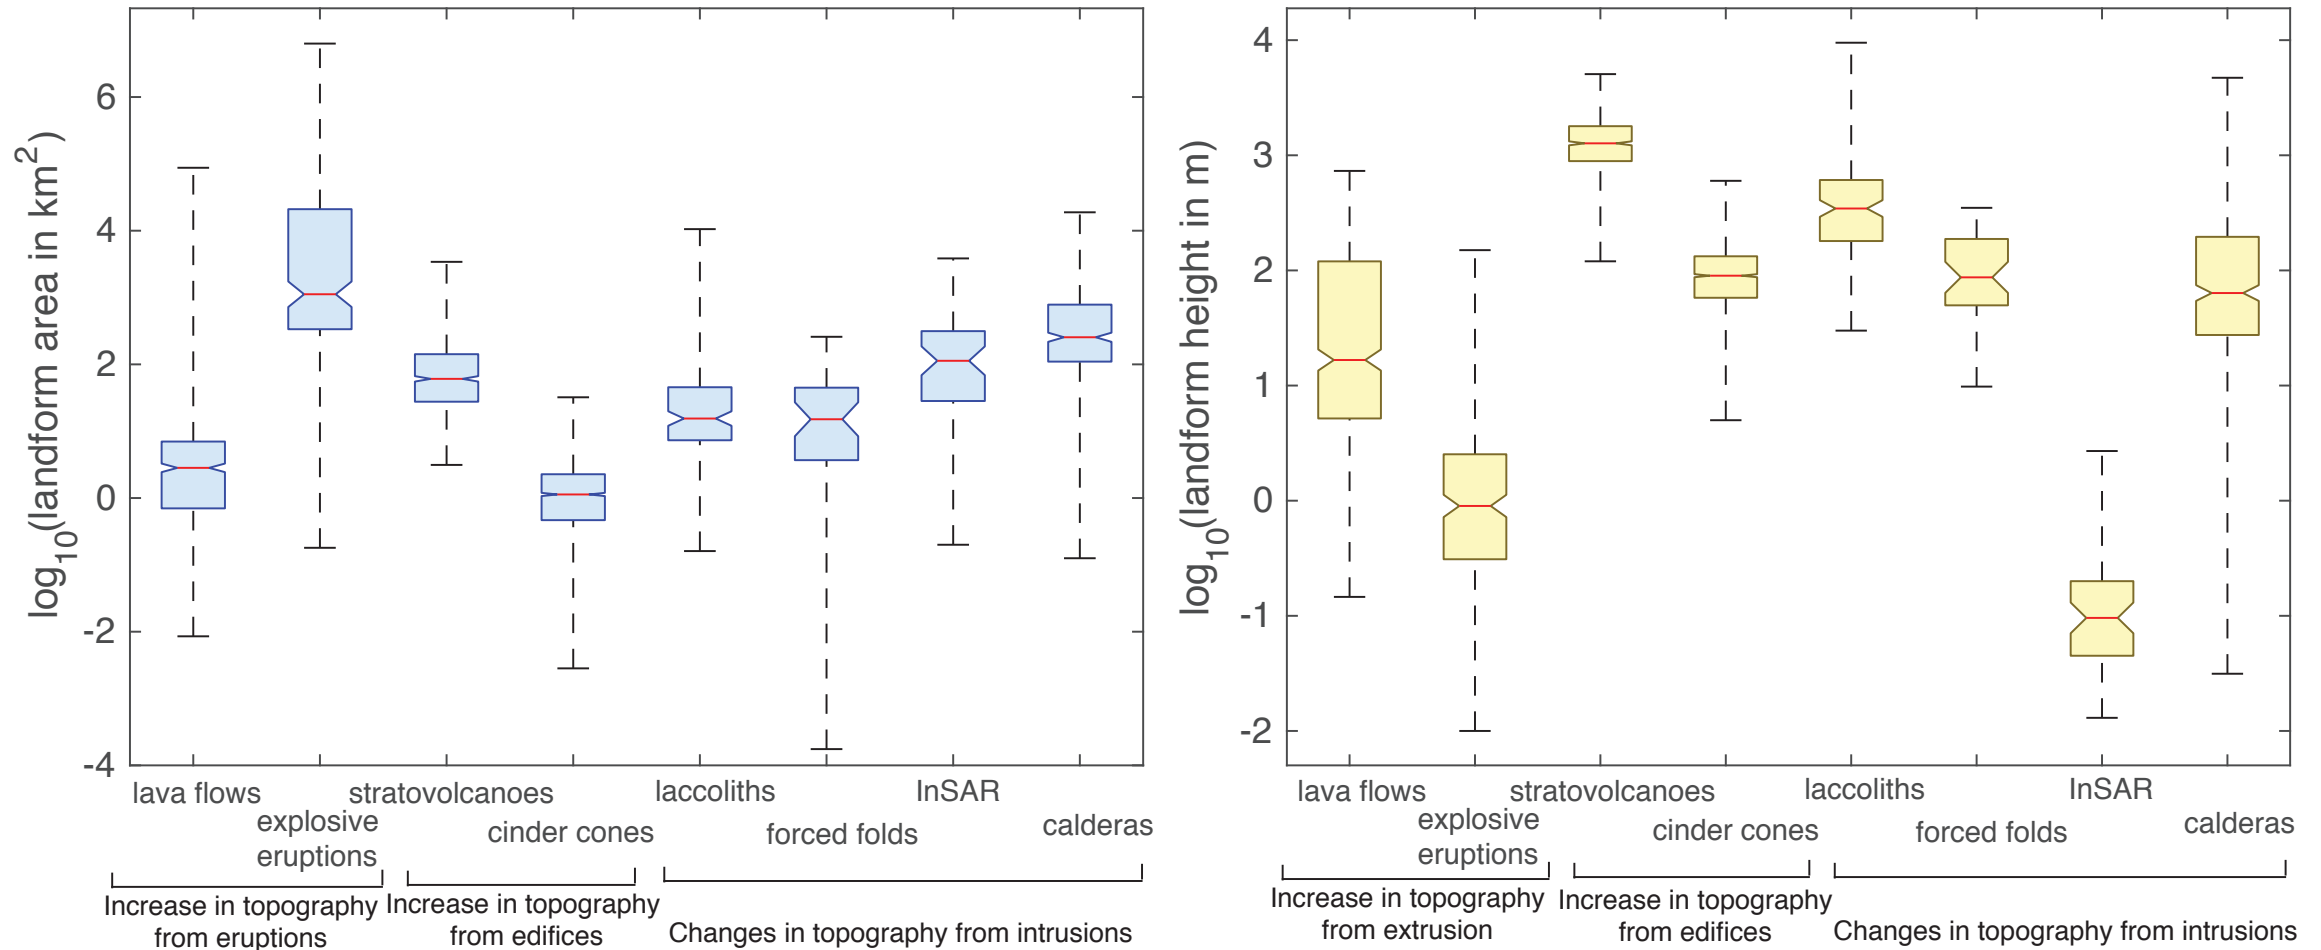 log10(landform area in km2)
6
4
2
0
-2
-4
lava flows
explosive
eruptions
stratovolcanoes
cinder cones
laccoliths
forced folds
InSAR
calderas
Increase in topography
from eruptions
Increase in topography
from edifices
Changes in topography from intrusions
log10(landform height in m)
4
3
2
1
0
-1
-2
lava flows
explosive
eruptions
stratovolcanoes
cinder cones
laccoliths
forced folds
InSAR
calderas
Increase in topography
from extrusion
Increase in topography
from edifices
Changes in topography from intrusions